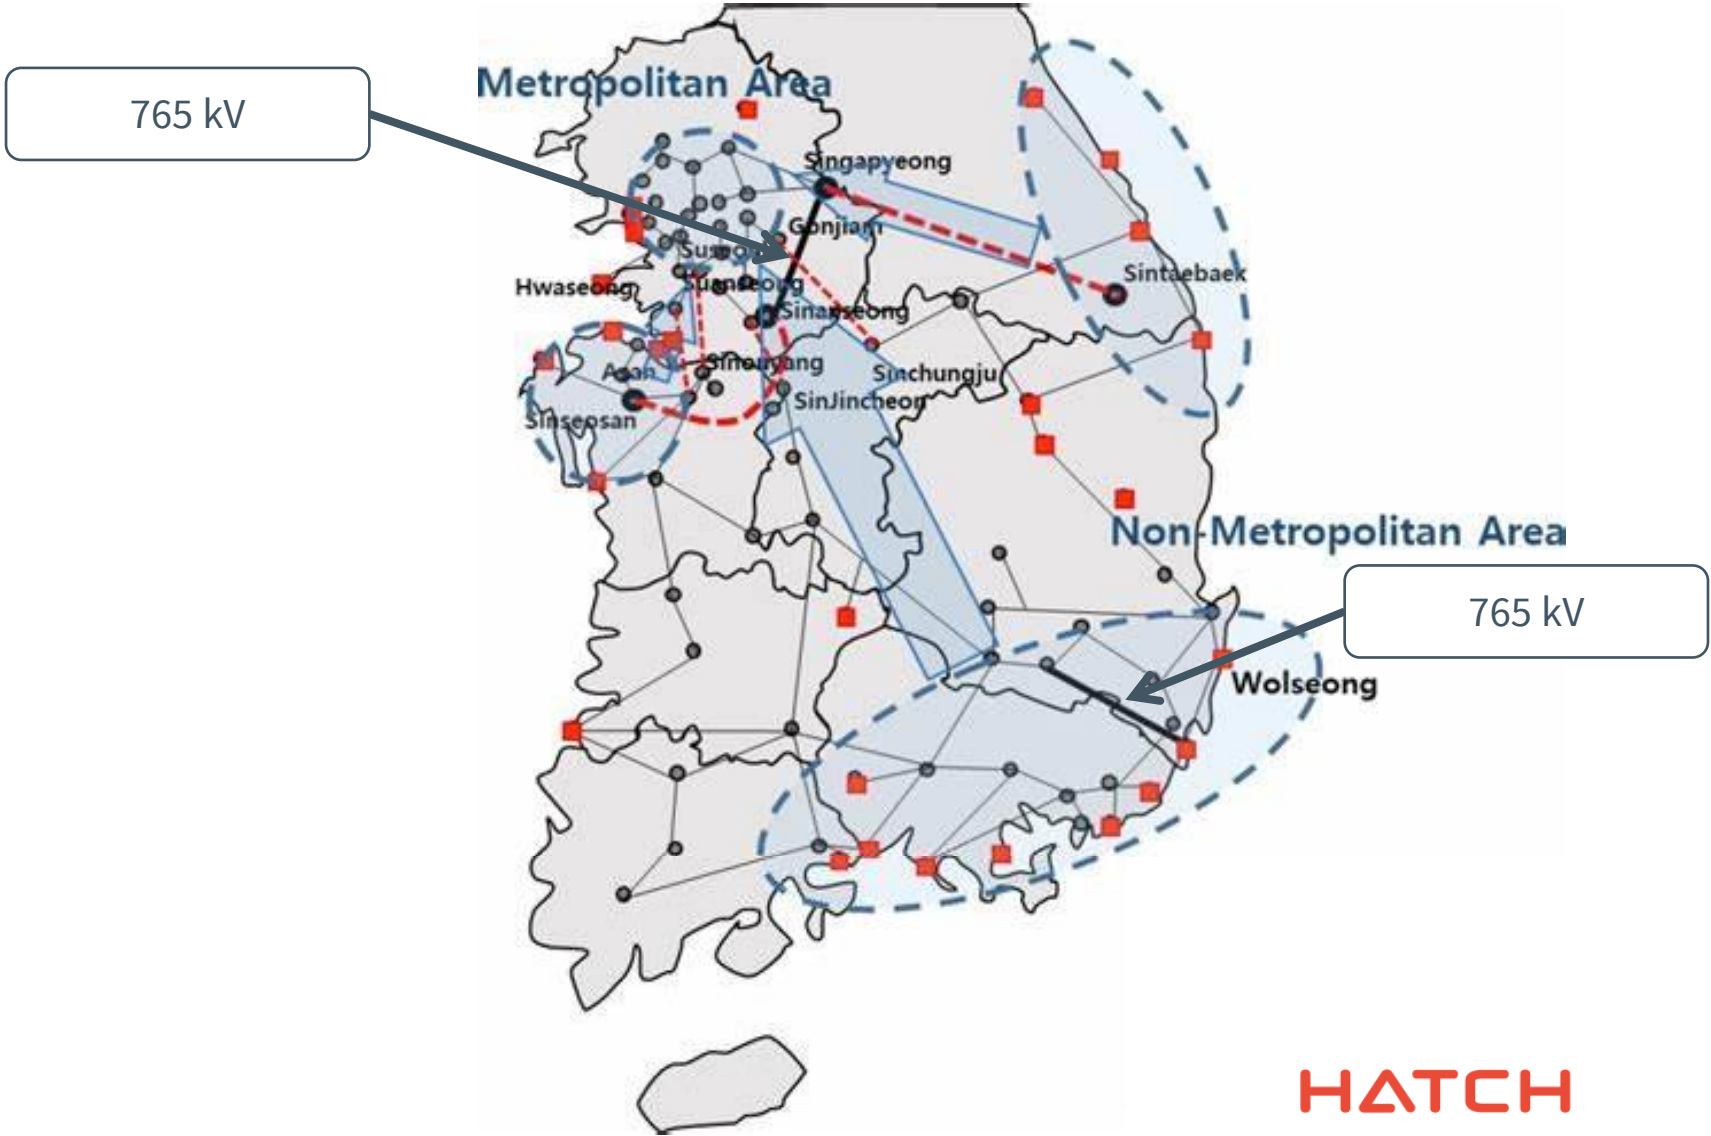 Metropolitan Area
765 kV
Singapyeong
Gonjiam
Sintaebaek
Hwaseong
Sinanseong
Asan
Sinchungju
SinJincheon
Sinseosan
Non-Metropolitan Area
765 kV
Wolseong
HATCH